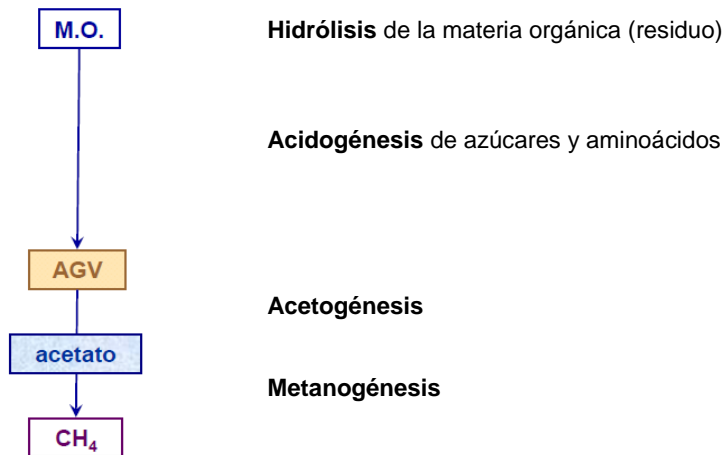 M.O.
Hidrólisis de la materia orgánica (residuo)
Acidogénesis de azúcares y aminoácidos
AGV
Acetogénesis
acetato
Metanogénesis
CH₄